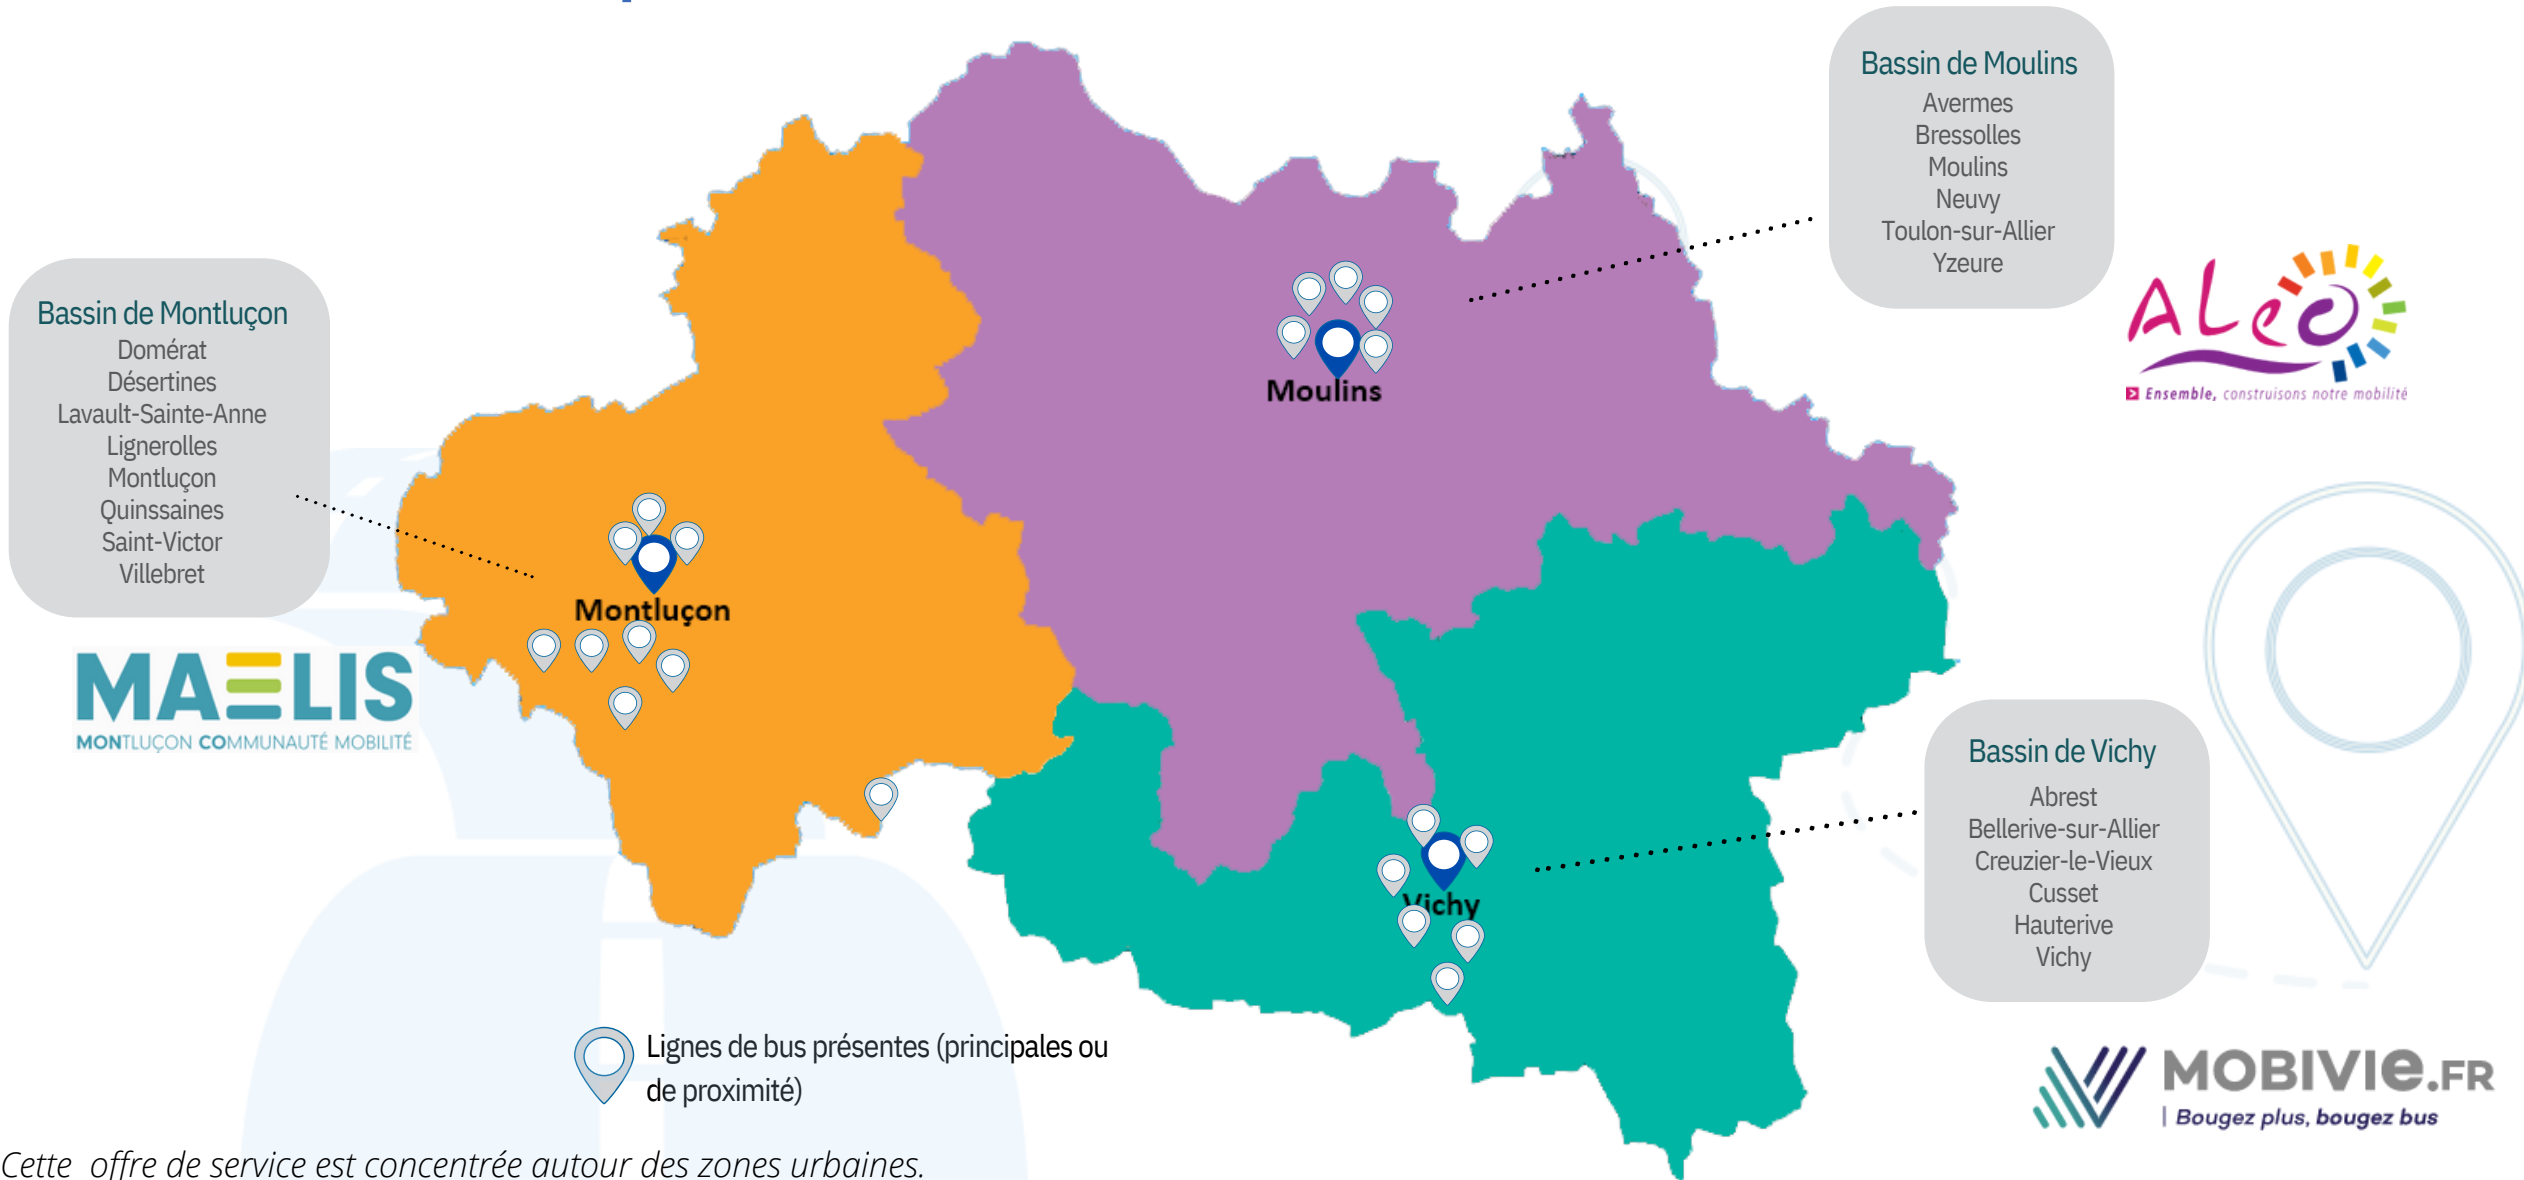 Bassin de Moulins
Avermes
Bressolles
Moulins
Neuvy
Toulon-sur-Allier
Yzeure
ALéo
Ensemble, construisons notre mobilité
Bassin de Montluçon
Domérat
Désertines
Lavault-Sainte-Anne
Lignerolles
Montluçon
Quinssaines
Saint-Victor
Villebret
MAELIS
MONTLUÇON COMMUNAUTÉ MOBILITÉ
Moulins
Montluçon
Vichy
Bassin de Vichy
Abrest
Bellerive-sur-Allier
Creuzier-le-Vieux
Cusset
Hauterive
Vichy
MOBIVIE.FR
Bougez plus, bougez bus
Lignes de bus présentes (principales ou
de proximité)
Cette offre de service est concentrée autour des zones urbaines.